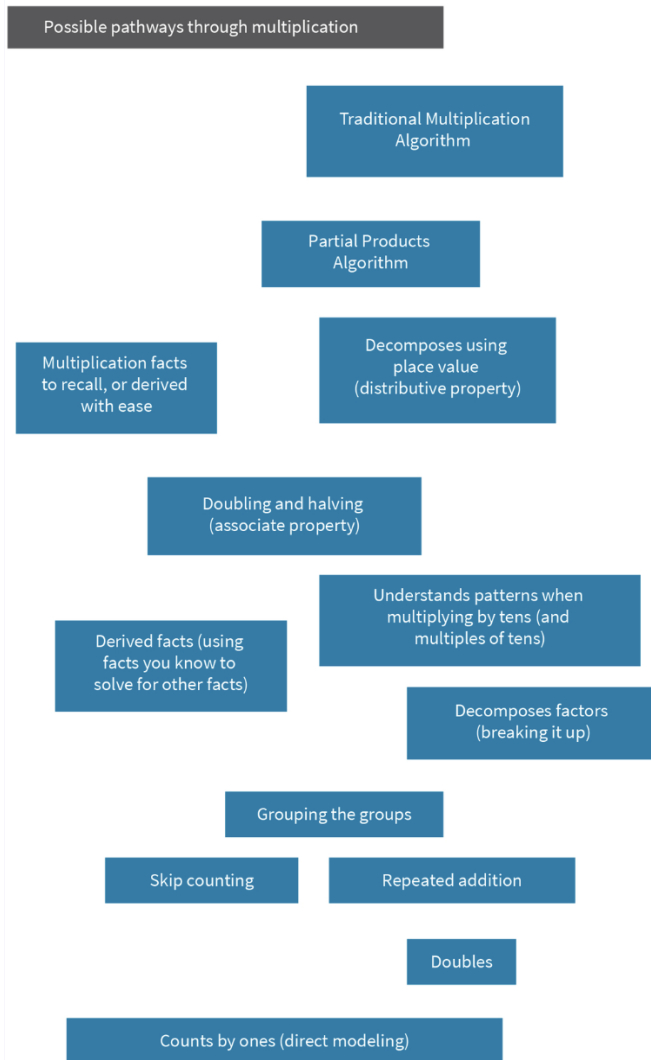 Possible pathways through multiplication
Traditional Multiplication
Algorithm
Partial Products
Algorithm
Decomposes using
place value
(distributive property)
Multiplication facts
to recall, or derived
with ease
Doubling and halving
(associate property)
Understands patterns when
multiplying by tens (and
multiples of tens)
Derived facts (using
facts you know to
solve for other facts)
Decomposes factors
(breaking it up)
Grouping the groups
Skip counting
Repeated addition
Doubles
Counts by ones (direct modeling)